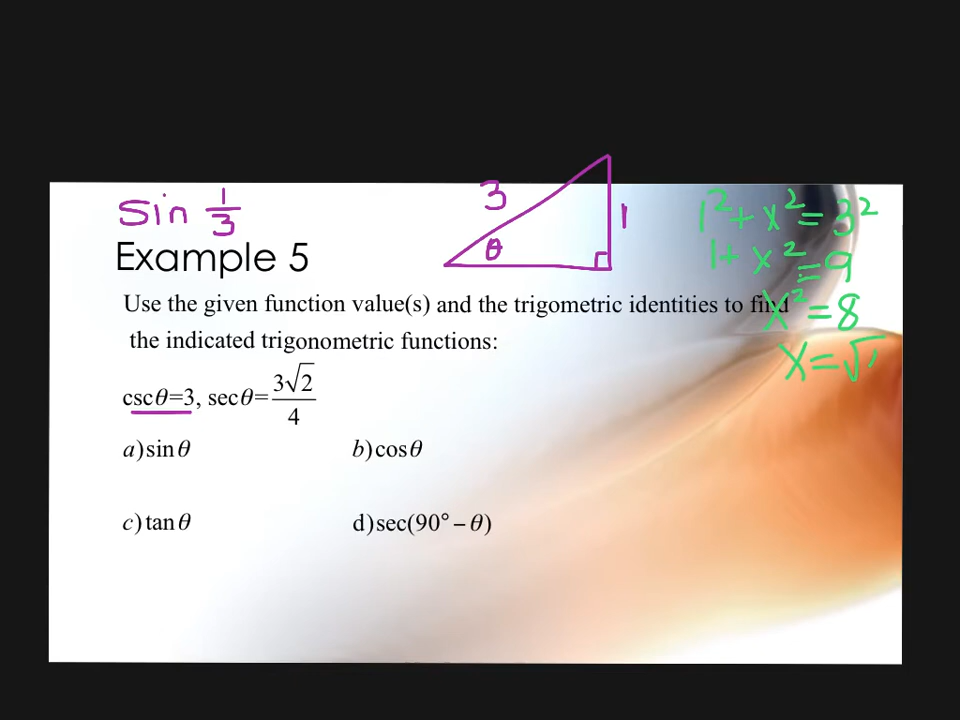 sin 1/3
3
θ
1
1² + x² = 3²
1 + x² = 9
x² = 8
x = √
Example 5
Use the given function value(s) and the trigometric identities to find
the indicated trigonometric functions:
cscθ=3, secθ=3√2/4
a)sinθ
b)cosθ
c)tanθ
d)sec(90°−θ)